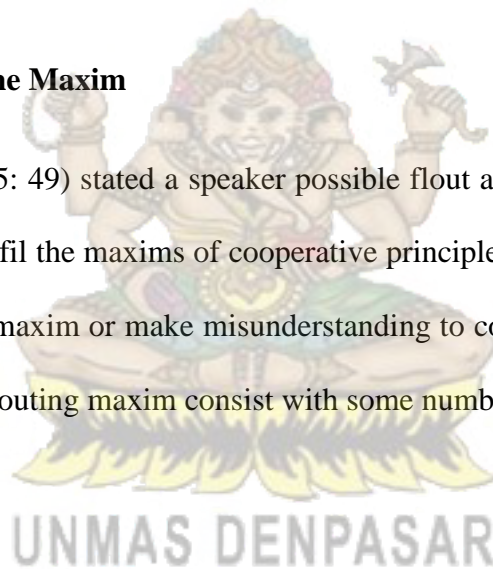 ne Maxim
5: 49) stated a speaker possible flout a
fil the maxims of cooperative principle
maxim or make misunderstanding to co
outing maxim consist with some numb
UNMAS DENPASAR